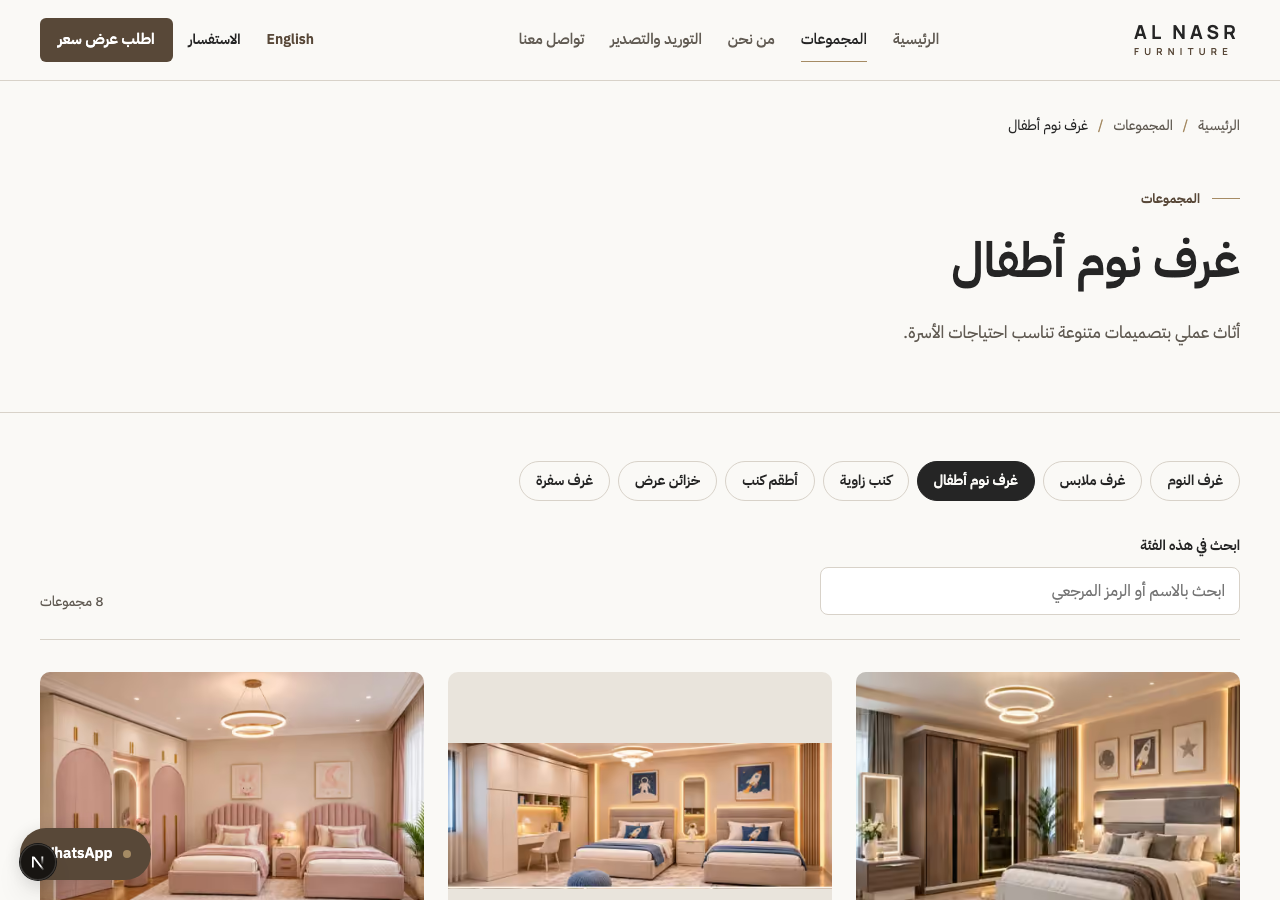 AL NASR
FURNITURE
الرئيسية
المجموعات
من نحن
التوريد والتصدير
تواصل معنا
English
الاستفسار
اطلب عرض سعر
الرئيسية / المجموعات / غرف نوم أطفال
المجموعات
غرف نوم أطفال
أثاث عملي بتصميمات متنوعة تناسب احتياجات الأسرة.
غرف النوم
غرف ملابس
غرف نوم أطفال
كنب زاوية
أطقم كنب
خزائن عرض
غرف سفرة
ابحث في هذه الفئة
ابحث بالاسم أو الرمز المرجعي
8 مجموعات
hatsApp
N